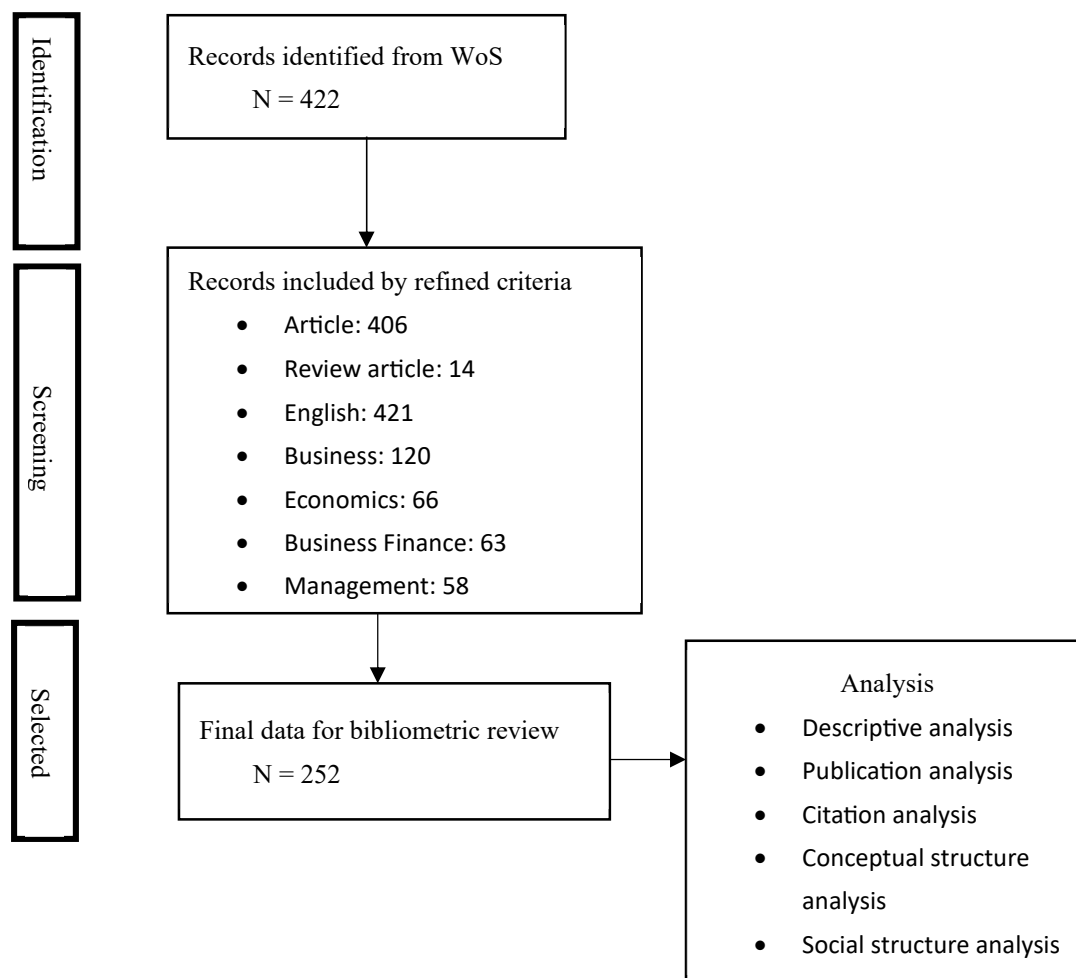 Identification
Records identified from WoS
N = 422
Screening
Records included by refined criteria
• Article: 406
• Review article: 14
• English: 421
• Business: 120
• Economics: 66
• Business Finance: 63
• Management: 58
Selected
Final data for bibliometric review
N = 252
Analysis
• Descriptive analysis
• Publication analysis
• Citation analysis
• Conceptual structure
analysis
• Social structure analysis